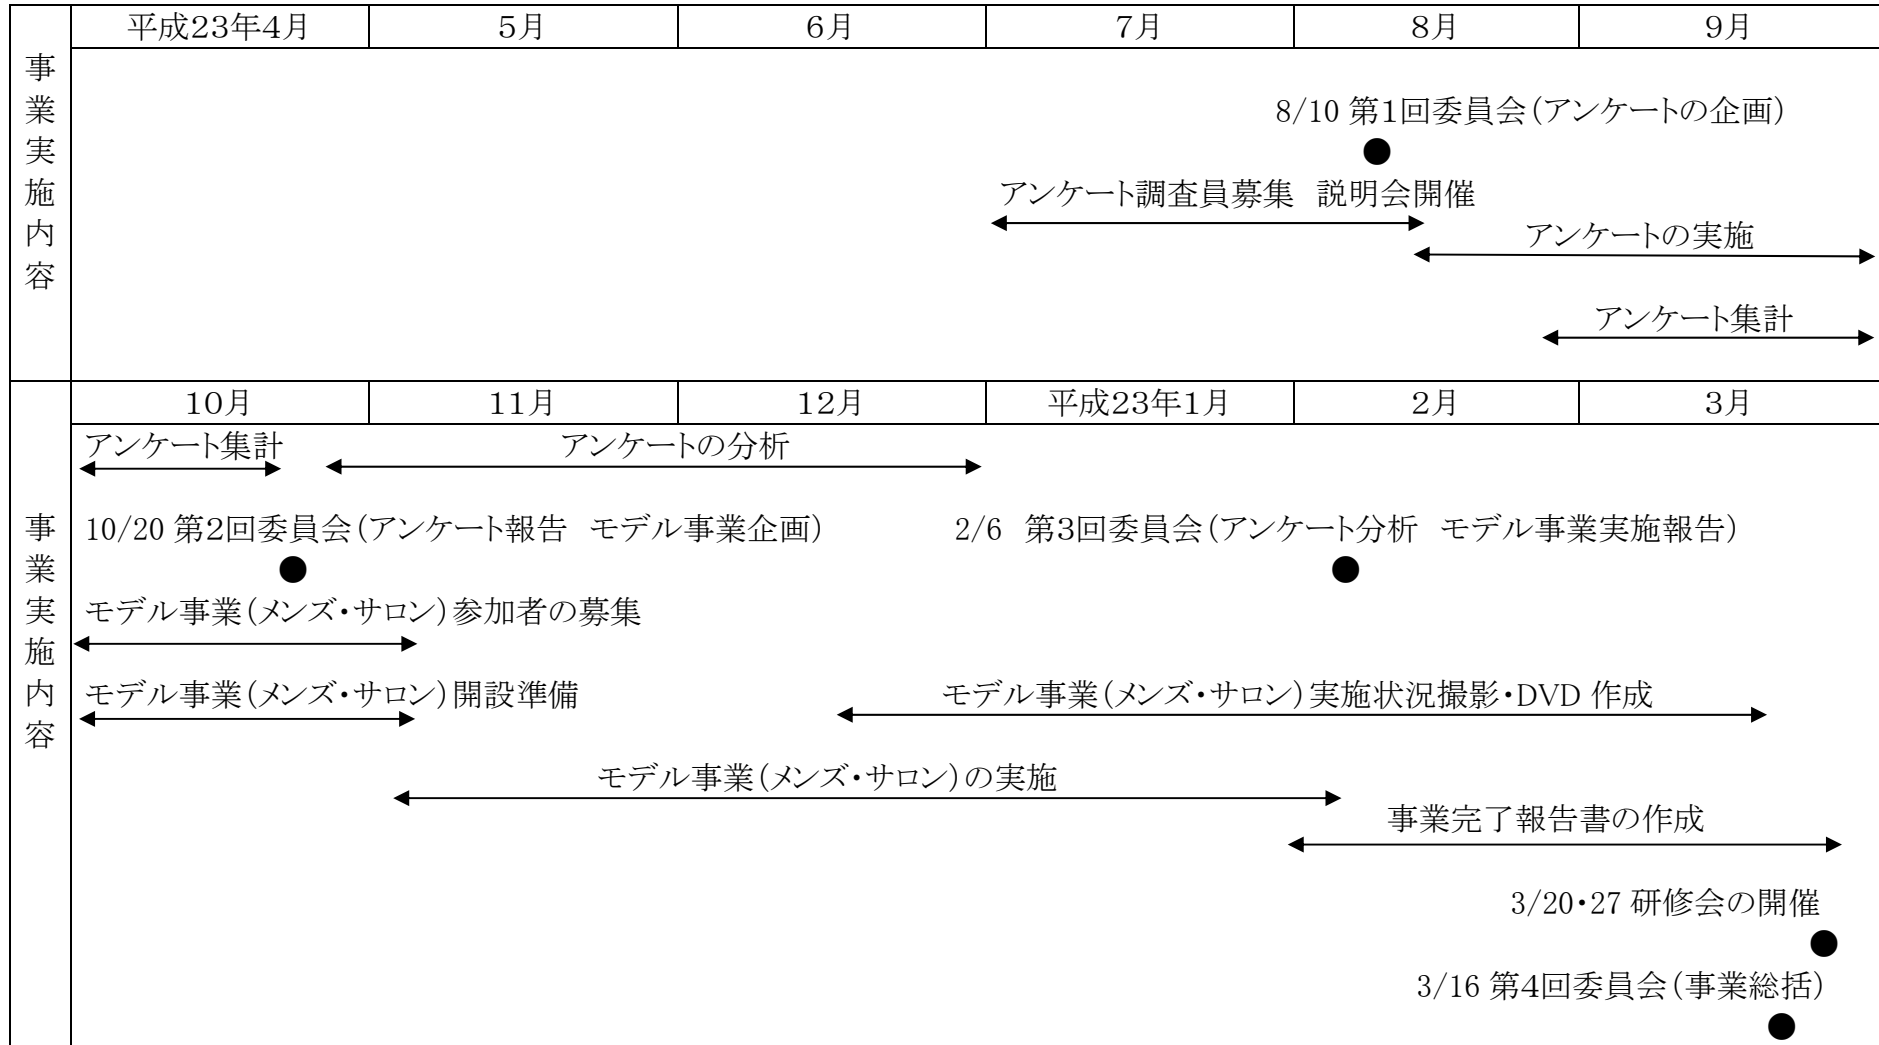 平成23年4月 5月 6月 7月 8月 9月
事業実施内容
8/10 第1回委員会(アンケートの企画)
●
アンケート調査員募集　説明会開催
アンケートの実施
アンケート集計
10月 11月 12月 平成23年1月 2月 3月
事業実施内容
アンケート集計 アンケートの分析
10/20 第2回委員会(アンケート報告　モデル事業企画) 2/6　第3回委員会(アンケート分析　モデル事業実施報告)
● ●
モデル事業(メンズ・サロン)参加者の募集
モデル事業(メンズ・サロン)開設準備 モデル事業(メンズ・サロン)実施状況撮影・DVD 作成
モデル事業(メンズ・サロン)の実施
事業完了報告書の作成
3/20・27 研修会の開催
●
3/16 第4回委員会(事業総括)
●